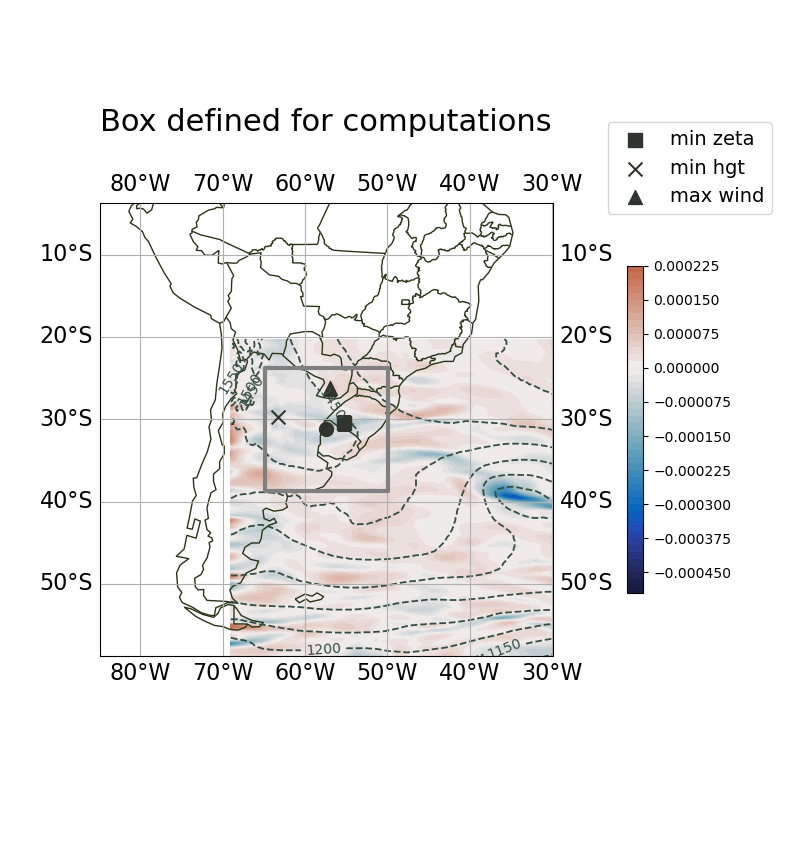 Box defined for computations
min zeta
min hgt
max wind
80°W 70°W 60°W 50°W 40°W 30°W
10°S 10°S
20°S 20°S
30°S 30°S
40°S 40°S
50°S 50°S
1550
1500
1200
1150
80°W 70°W 60°W 50°W 40°W 30°W
0.000225
0.000150
0.000075
0.000000
−0.000075
−0.000150
−0.000225
−0.000300
−0.000375
−0.000450